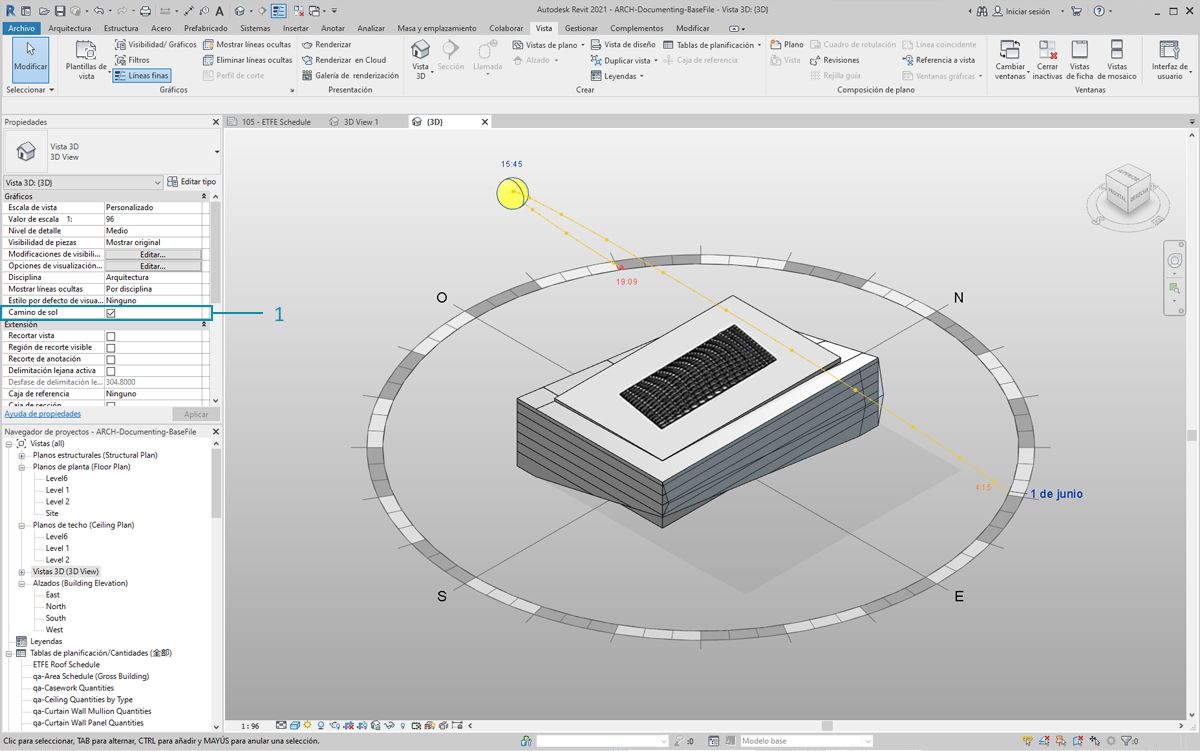 Autodesk Revit 2021 - ARCH-Documenting-BaseFile - Vista 3D: {3D}
Iniciar sesión
Archivo Arquitectura Estructura Acero Prefabricado Sistemas Insertar Anotar Analizar Masa y emplazamiento Colaborar Vista Gestionar Complementos Modificar
Modificar
Plantillas de vista
Visibilidad/ Gráficos
Filtros
Líneas finas
Mostrar líneas ocultas
Eliminar líneas ocultas
Perfil de corte
Renderizar
Renderizar en Cloud
Galería de renderización
Vista 3D
Sección
Llamada
Vistas de plano
Alzado
Vista de diseño
Duplicar vista
Leyendas
Tablas de planificación
Caja de referencia
Plano
Vista
Cuadro de rotulación
Revisiones
Rejilla guía
Línea coincidente
Referencia a vista
Ventanas gráficas
Cambiar ventanas
Cerrar inactivas
Vistas de ficha
Vistas de mosaico
Interfaz de usuario
Seleccionar Gráficos Presentación Crear Composición de plano Ventanas
Propiedades
105 - ETFE Schedule
3D View 1
{3D}
Vista 3D
3D View
Vista 3D: {3D}
Editar tipo
Gráficos
Escala de vista Personalizado
Valor de escala 1: 96
Nivel de detalle Medio
Visibilidad de piezas Mostrar original
Modificaciones de visibili... Editar...
Opciones de visualización... Editar...
Disciplina Arquitectura
Mostrar líneas ocultas Por disciplina
Estilo por defecto de visua... Ninguno
Camino de sol
1
Extensión
Recortar vista
Región de recorte visible
Recorte de anotación
Delimitación lejana activa
Desfase de delimitación le... 304.8000
Caja de referencia Ninguno
Caja de sección
Ayuda de propiedades
Aplicar
Navegador de proyectos - ARCH-Documenting-BaseFile
Vistas (all)
Planos estructurales (Structural Plan)
Planos de planta (Floor Plan)
Level6
Level 1
Level 2
Site
Planos de techo (Ceiling Plan)
Level6
Level 1
Level 2
Vistas 3D (3D View)
Alzados (Building Elevation)
East
North
South
West
Leyendas
Tablas de planificación/Cantidades (全部)
ETFE Roof Schedule
qa-Area Schedule (Gross Building)
qa-Casework Quantities
qa-Ceiling Quantities by Type
qa-Curtain Wall Mullion Quantities
qa-Curtain Wall Panel Quantities
15:45
19:09
O
N
4:15
1 de junio
S
E
1 : 96
Clic para seleccionar, TAB para alternar, CTRL para añadir y MAYÚS para anular una selección.
:0
Modelo base
:0